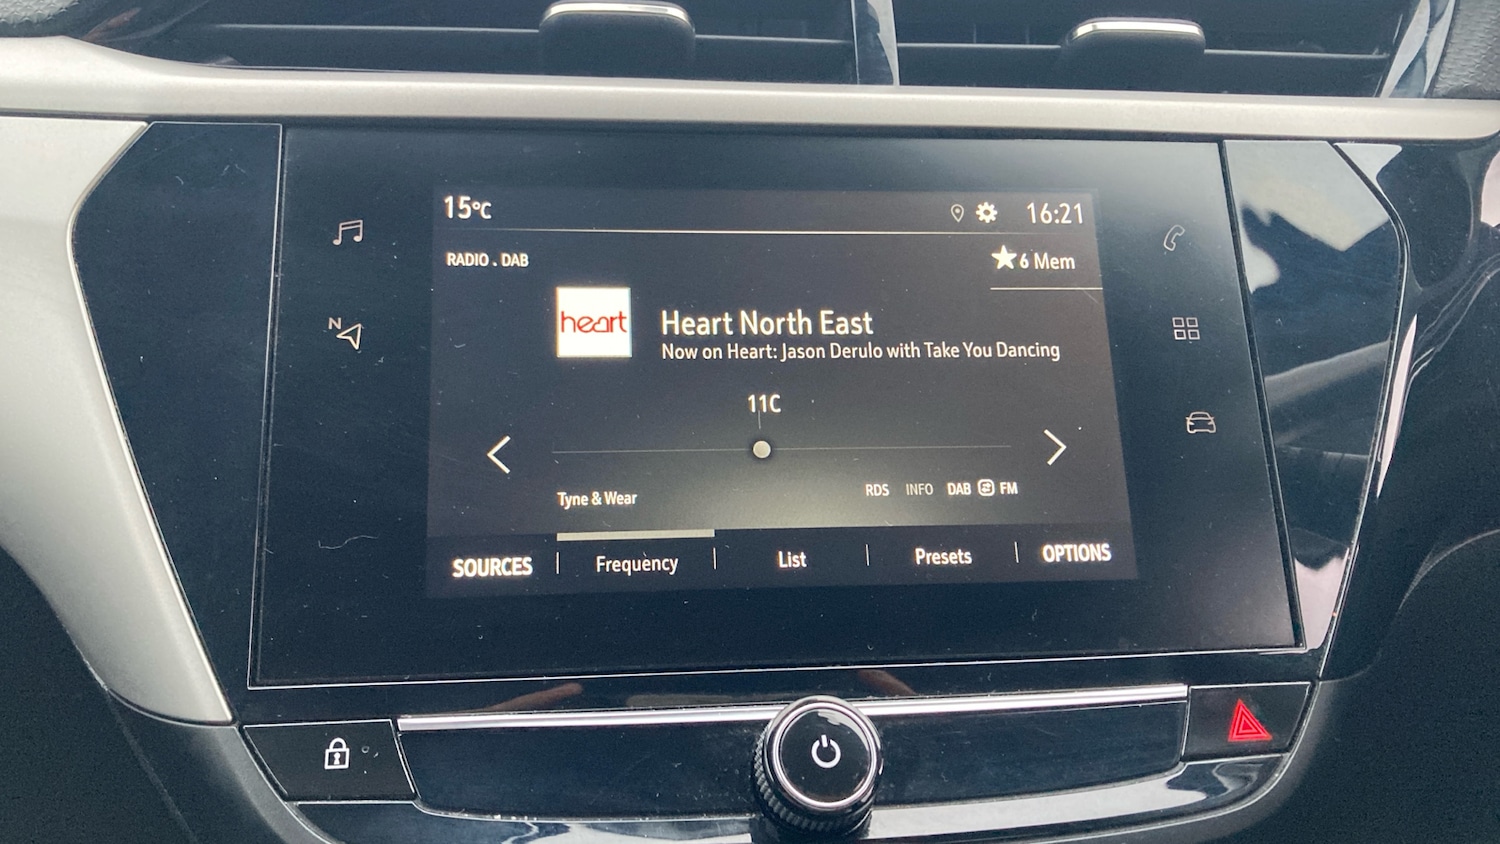 15°C
16:21
RADIO . DAB
6 Mem
heart
Heart North East
Now on Heart: Jason Derulo with Take You Dancing
N
11C
Tyne & Wear
RDS INFO DAB FM
SOURCES Frequency List Presets OPTIONS